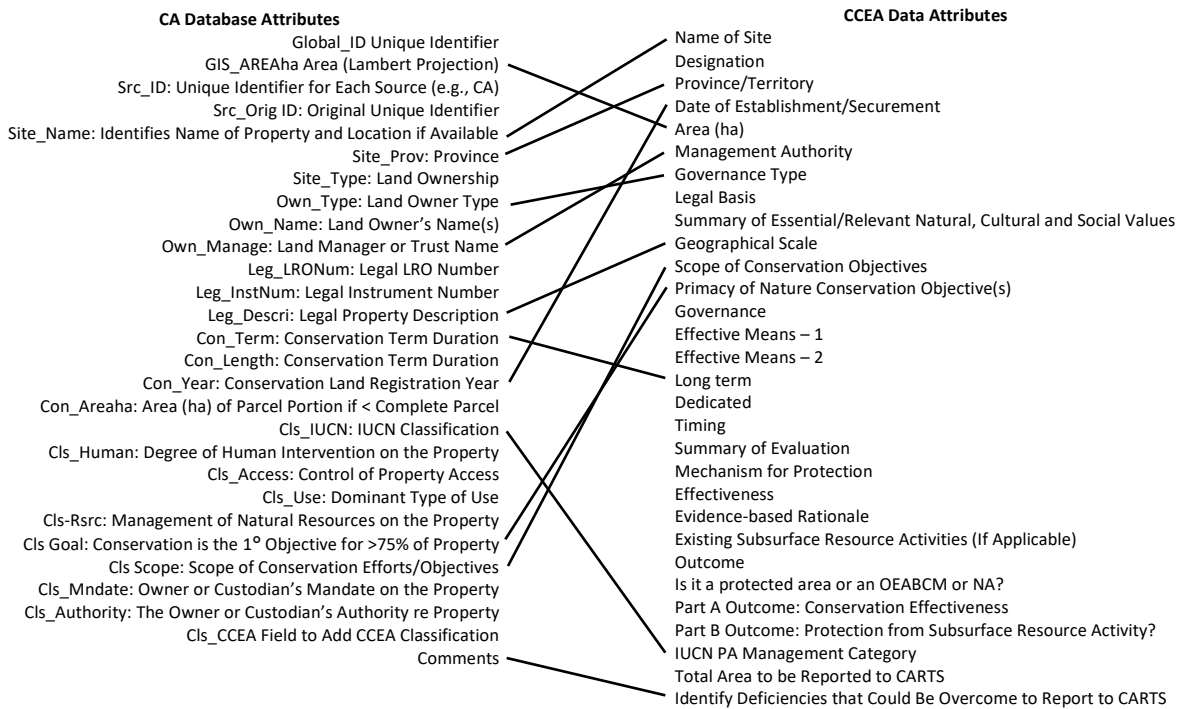 CA Database Attributes
Global_ID Unique Identifier
GIS_AREAha Area (Lambert Projection)
Src_ID: Unique Identifier for Each Source (e.g., CA)
Src_Orig ID: Original Unique Identifier
Site_Name: Identifies Name of Property and Location if Available
Site_Prov: Province
Site_Type: Land Ownership
Own_Type: Land Owner Type
Own_Name: Land Owner’s Name(s)
Own_Manage: Land Manager or Trust Name
Leg_LRONum: Legal LRO Number
Leg_InstNum: Legal Instrument Number
Leg_Descri: Legal Property Description
Con_Term: Conservation Term Duration
Con_Length: Conservation Term Duration
Con_Year: Conservation Land Registration Year
Con_Areaha: Area (ha) of Parcel Portion if < Complete Parcel
Cls_IUCN: IUCN Classification
Cls_Human: Degree of Human Intervention on the Property
Cls_Access: Control of Property Access
Cls_Use: Dominant Type of Use
Cls-Rsrc: Management of Natural Resources on the Property
Cls Goal: Conservation is the 1° Objective for >75% of Property
Cls Scope: Scope of Conservation Efforts/Objectives
Cls_Mndate: Owner or Custodian’s Mandate on the Property
Cls_Authority: The Owner or Custodian’s Authority re Property
Cls_CCEA Field to Add CCEA Classification
Comments
CCEA Data Attributes
Name of Site
Designation
Province/Territory
Date of Establishment/Securement
Area (ha)
Management Authority
Governance Type
Legal Basis
Summary of Essential/Relevant Natural, Cultural and Social Values
Geographical Scale
Scope of Conservation Objectives
Primacy of Nature Conservation Objective(s)
Governance
Effective Means – 1
Effective Means – 2
Long term
Dedicated
Timing
Summary of Evaluation
Mechanism for Protection
Effectiveness
Evidence-based Rationale
Existing Subsurface Resource Activities (If Applicable)
Outcome
Is it a protected area or an OEABCM or NA?
Part A Outcome: Conservation Effectiveness
Part B Outcome: Protection from Subsurface Resource Activity?
IUCN PA Management Category
Total Area to be Reported to CARTS
Identify Deficiencies that Could Be Overcome to Report to CARTS